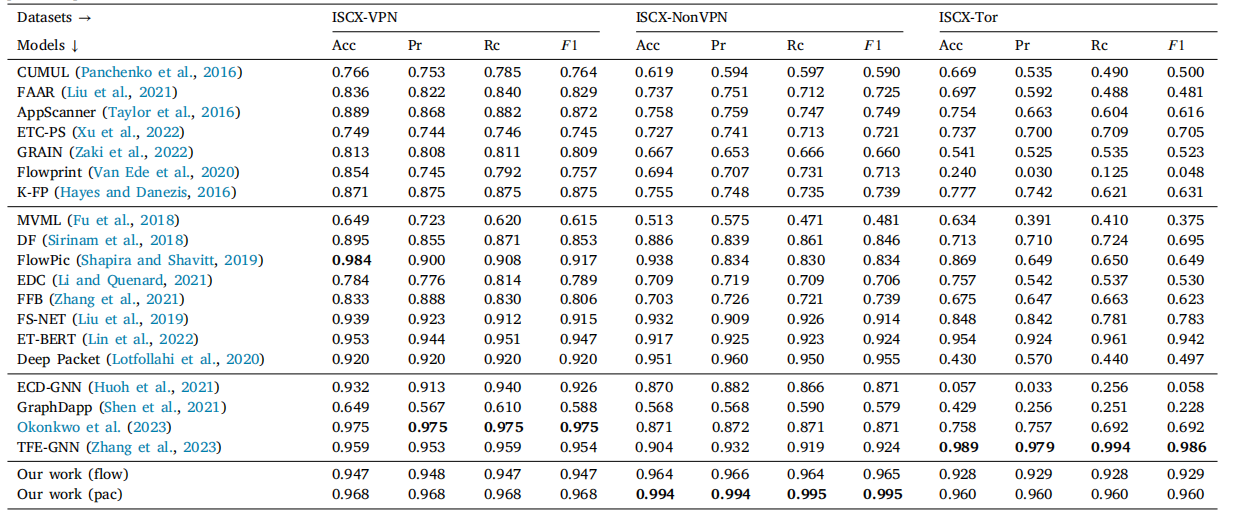 Datasets → ISCX-VPN ISCX-NonVPN ISCX-Tor
Models ↓ Acc Pr Rc F1 Acc Pr Rc F1 Acc Pr Rc F1
CUMUL (Panchenko et al., 2016) 0.766 0.753 0.785 0.764 0.619 0.594 0.597 0.590 0.669 0.535 0.490 0.500
FAAR (Liu et al., 2021) 0.836 0.822 0.840 0.829 0.737 0.751 0.712 0.725 0.697 0.592 0.488 0.481
AppScanner (Taylor et al., 2016) 0.889 0.868 0.882 0.872 0.758 0.759 0.747 0.749 0.754 0.663 0.604 0.616
ETC-PS (Xu et al., 2022) 0.749 0.744 0.746 0.745 0.727 0.741 0.713 0.721 0.737 0.700 0.709 0.705
GRAIN (Zaki et al., 2022) 0.813 0.808 0.811 0.809 0.667 0.653 0.666 0.660 0.541 0.525 0.535 0.523
Flowprint (Van Ede et al., 2020) 0.854 0.745 0.792 0.757 0.694 0.707 0.731 0.713 0.240 0.030 0.125 0.048
K-FP (Hayes and Danezis, 2016) 0.871 0.875 0.875 0.875 0.755 0.748 0.735 0.739 0.777 0.742 0.621 0.631
MVML (Fu et al., 2018) 0.649 0.723 0.620 0.615 0.513 0.575 0.471 0.481 0.634 0.391 0.410 0.375
DF (Sirinam et al., 2018) 0.895 0.855 0.871 0.853 0.886 0.839 0.861 0.846 0.713 0.710 0.724 0.695
FlowPic (Shapira and Shavitt, 2019) 0.984 0.900 0.908 0.917 0.938 0.834 0.830 0.834 0.869 0.649 0.650 0.649
EDC (Li and Quenard, 2021) 0.784 0.776 0.814 0.789 0.709 0.719 0.709 0.706 0.757 0.542 0.537 0.530
FFB (Zhang et al., 2021) 0.833 0.888 0.830 0.806 0.703 0.726 0.721 0.739 0.675 0.647 0.663 0.623
FS-NET (Liu et al., 2019) 0.939 0.923 0.912 0.915 0.932 0.909 0.926 0.914 0.848 0.842 0.781 0.783
ET-BERT (Lin et al., 2022) 0.953 0.944 0.951 0.947 0.917 0.925 0.923 0.924 0.954 0.924 0.961 0.942
Deep Packet (Lotfollahi et al., 2020) 0.920 0.920 0.920 0.920 0.951 0.960 0.950 0.955 0.430 0.570 0.440 0.497
ECD-GNN (Huoh et al., 2021) 0.932 0.913 0.940 0.926 0.870 0.882 0.866 0.871 0.057 0.033 0.256 0.058
GraphDapp (Shen et al., 2021) 0.649 0.567 0.610 0.588 0.568 0.568 0.590 0.579 0.429 0.256 0.251 0.228
Okonkwo et al. (2023) 0.975 0.975 0.975 0.975 0.871 0.872 0.871 0.871 0.758 0.757 0.692 0.692
TFE-GNN (Zhang et al., 2023) 0.959 0.953 0.959 0.954 0.904 0.932 0.919 0.924 0.989 0.979 0.994 0.986
Our work (flow) 0.947 0.948 0.947 0.947 0.964 0.966 0.964 0.965 0.928 0.929 0.928 0.929
Our work (pac) 0.968 0.968 0.968 0.968 0.994 0.994 0.995 0.995 0.960 0.960 0.960 0.960